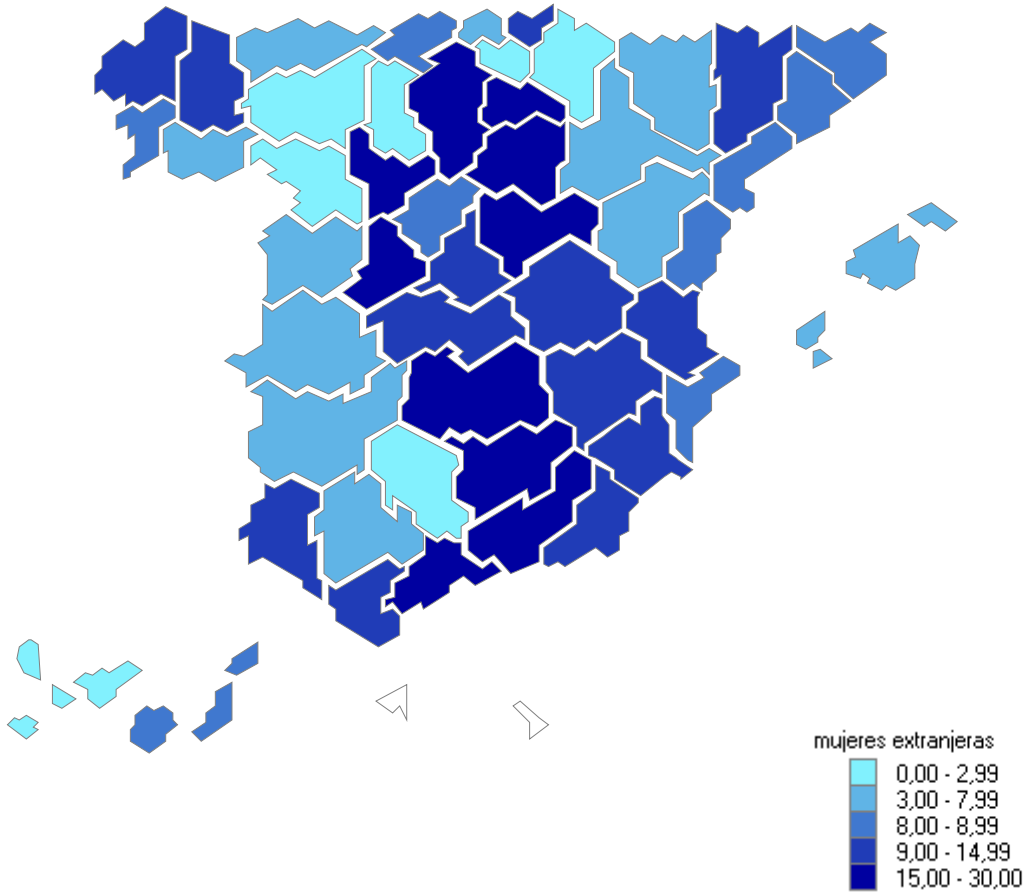 mujeres extranjeras
0,00 - 2,99
3,00 - 7,99
8,00 - 8,99
9,00 - 14,99
15,00 - 30,00